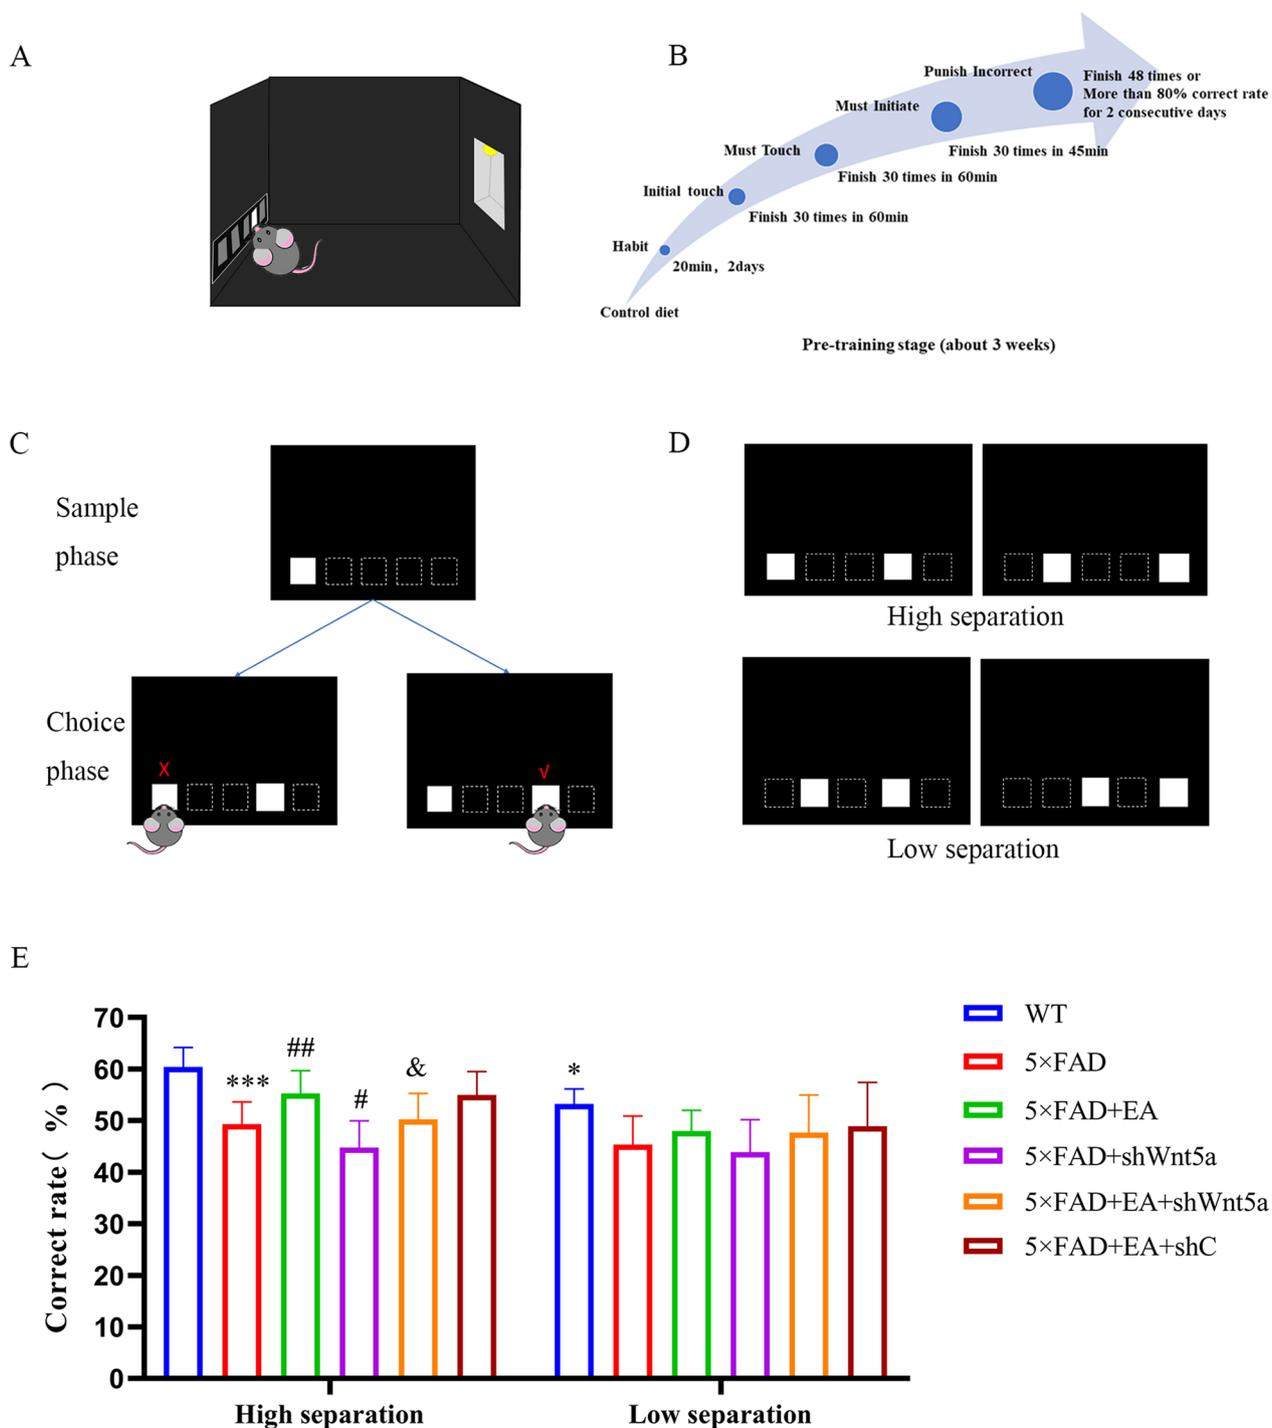 A
B
Punish Incorrect
Finish 48 times or
More than 80% correct rate
for 2 consecutive days
Must Initiate
Finish 30 times in 45min
Must Touch
Finish 30 times in 60min
Initial touch
Finish 30 times in 60min
Habit
20min，2days
Control diet
Pre-training stage (about 3 weeks)
C
Sample
phase
Choice
phase
X
√
D
High separation
Low separation
E
Correct rate（ % ）
70
60
50
40
30
20
10
0
***
##
#
&
*
High separation
Low separation
WT
5×FAD
5×FAD+EA
5×FAD+shWnt5a
5×FAD+EA+shWnt5a
5×FAD+EA+shC